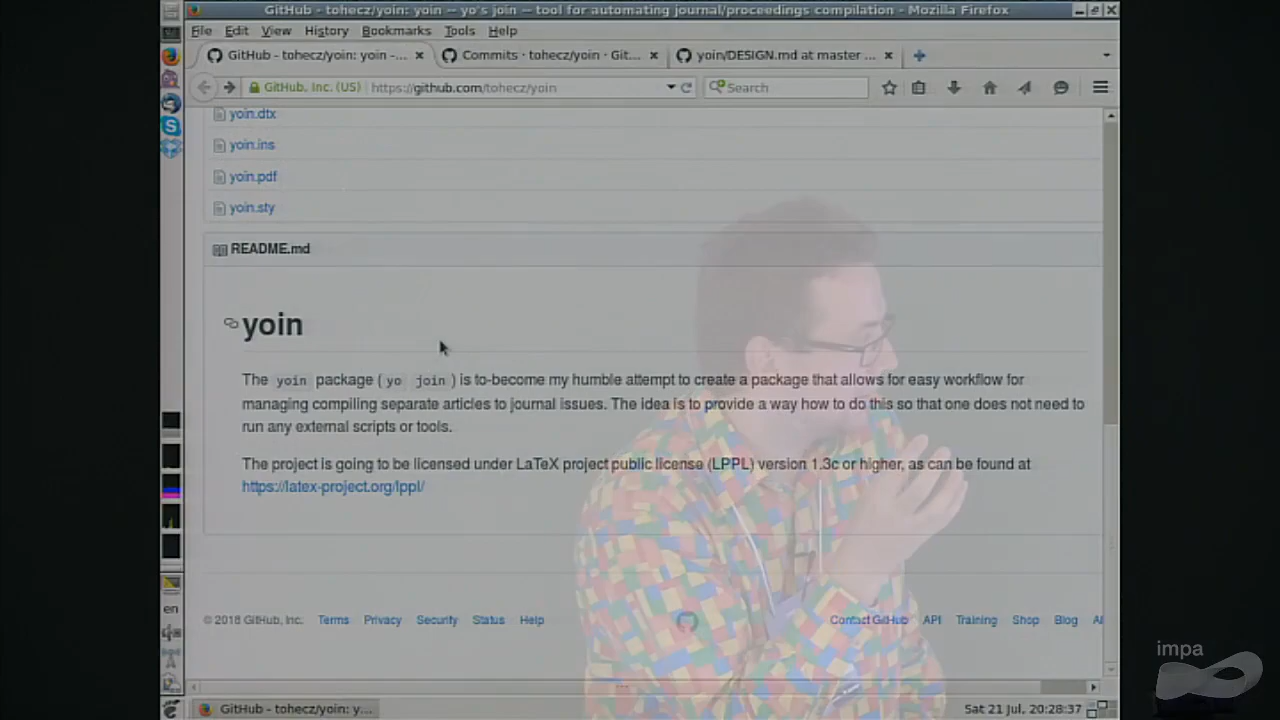 GitHub - tohecz/yoin: yoin -- yo's join -- tool for automating journal/proceedings compilation - Mozilla Firefox
File Edit View History Bookmarks Tools Help
GitHub - tohecz/yoin: yoin -... Commits · tohecz/yoin · Git... yoin/DESIGN.md at master ...
GitHub, Inc. (US) https://github.com/tohecz/yoin Search
yoin.dtx
yoin.ins
yoin.pdf
yoin.sty
README.md
yoin
The yoin package ( yo join ) is to-become my humble attempt to create a package that allows for easy workflow for
managing compiling separate articles to journal issues. The idea is to provide a way how to do this so that one does not need to
run any external scripts or tools.
The project is going to be licensed under LaTeX project public license (LPPL) version 1.3c or higher, as can be found at
https://latex-project.org/lppl/
© 2018 GitHub, Inc. Terms Privacy Security Status Help Contact GitHub API Training Shop Blog
en
GitHub - tohecz/yoin: y... Sat 21 Jul, 20:28:37
impa